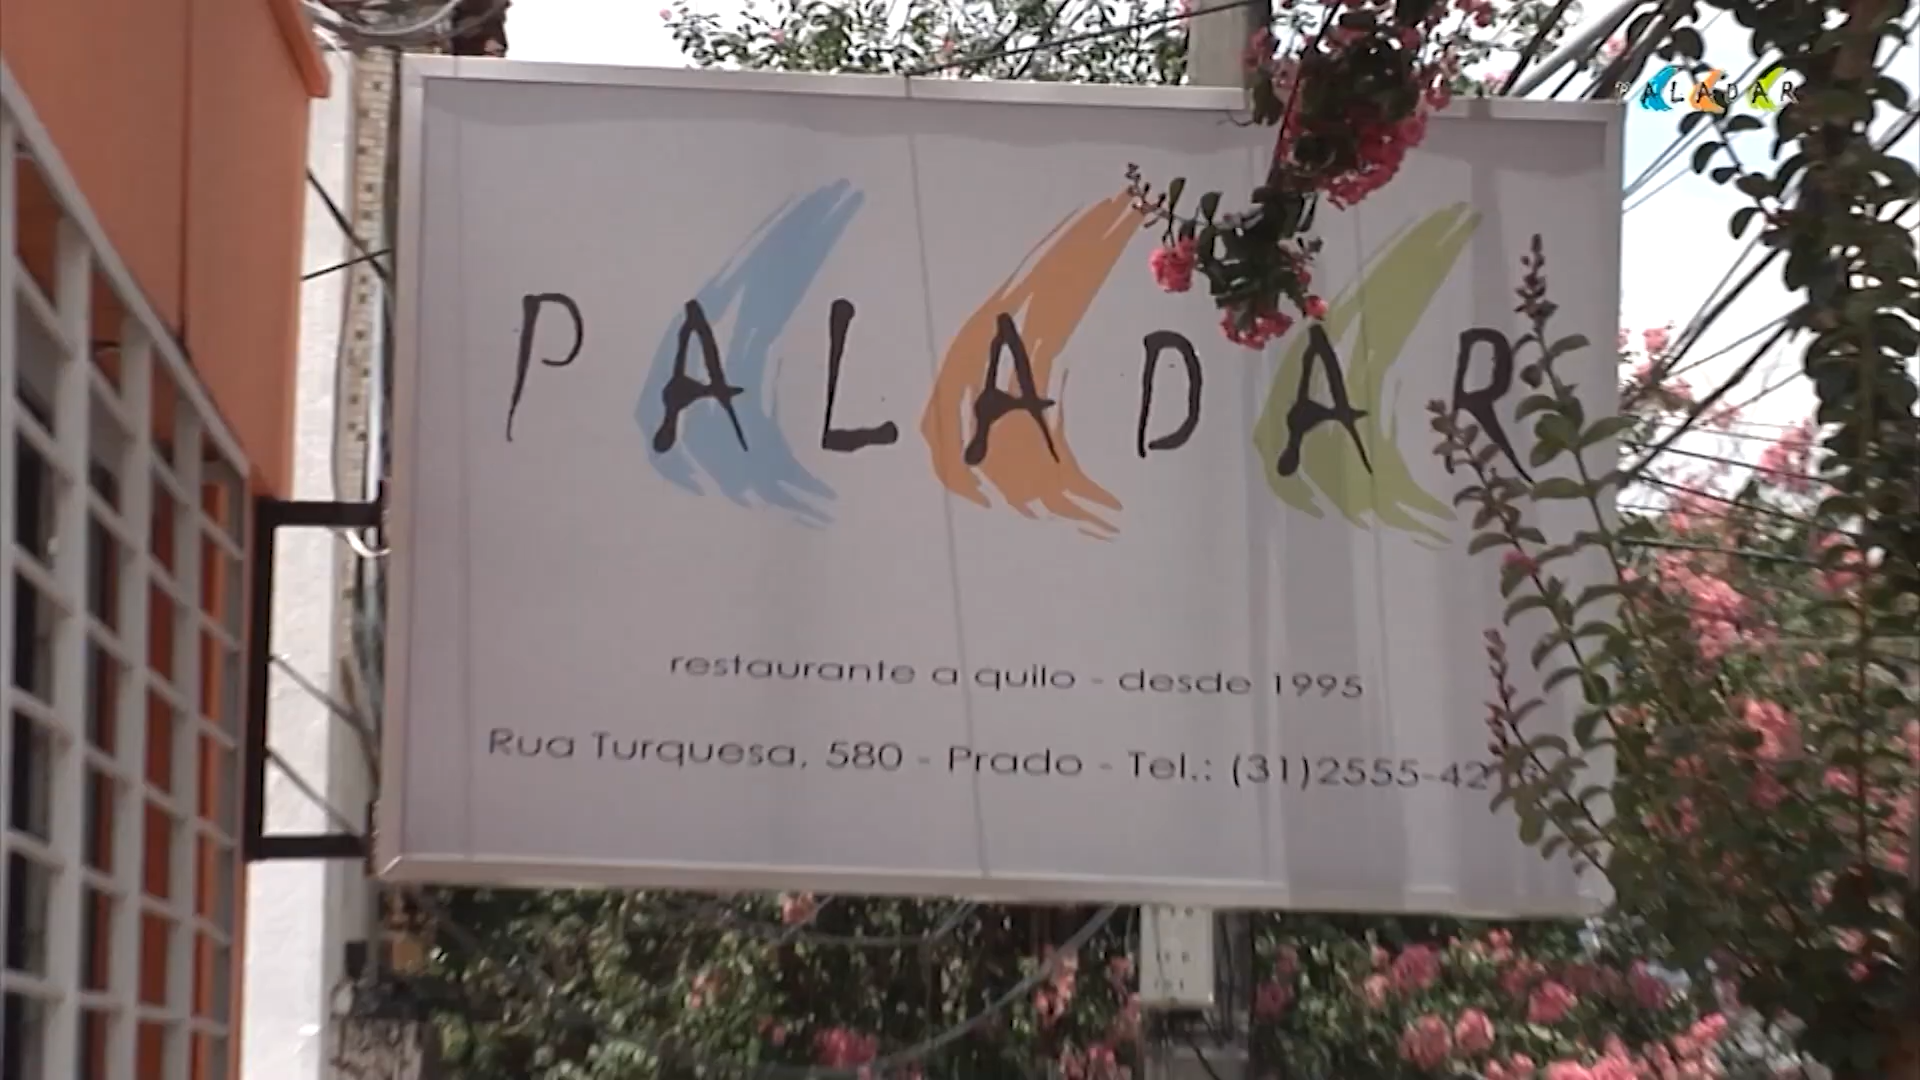 PALADAR
PALADAR
restaurante a quilo - desde 1995
Rua Turquesa, 580 - Prado - Tel.: